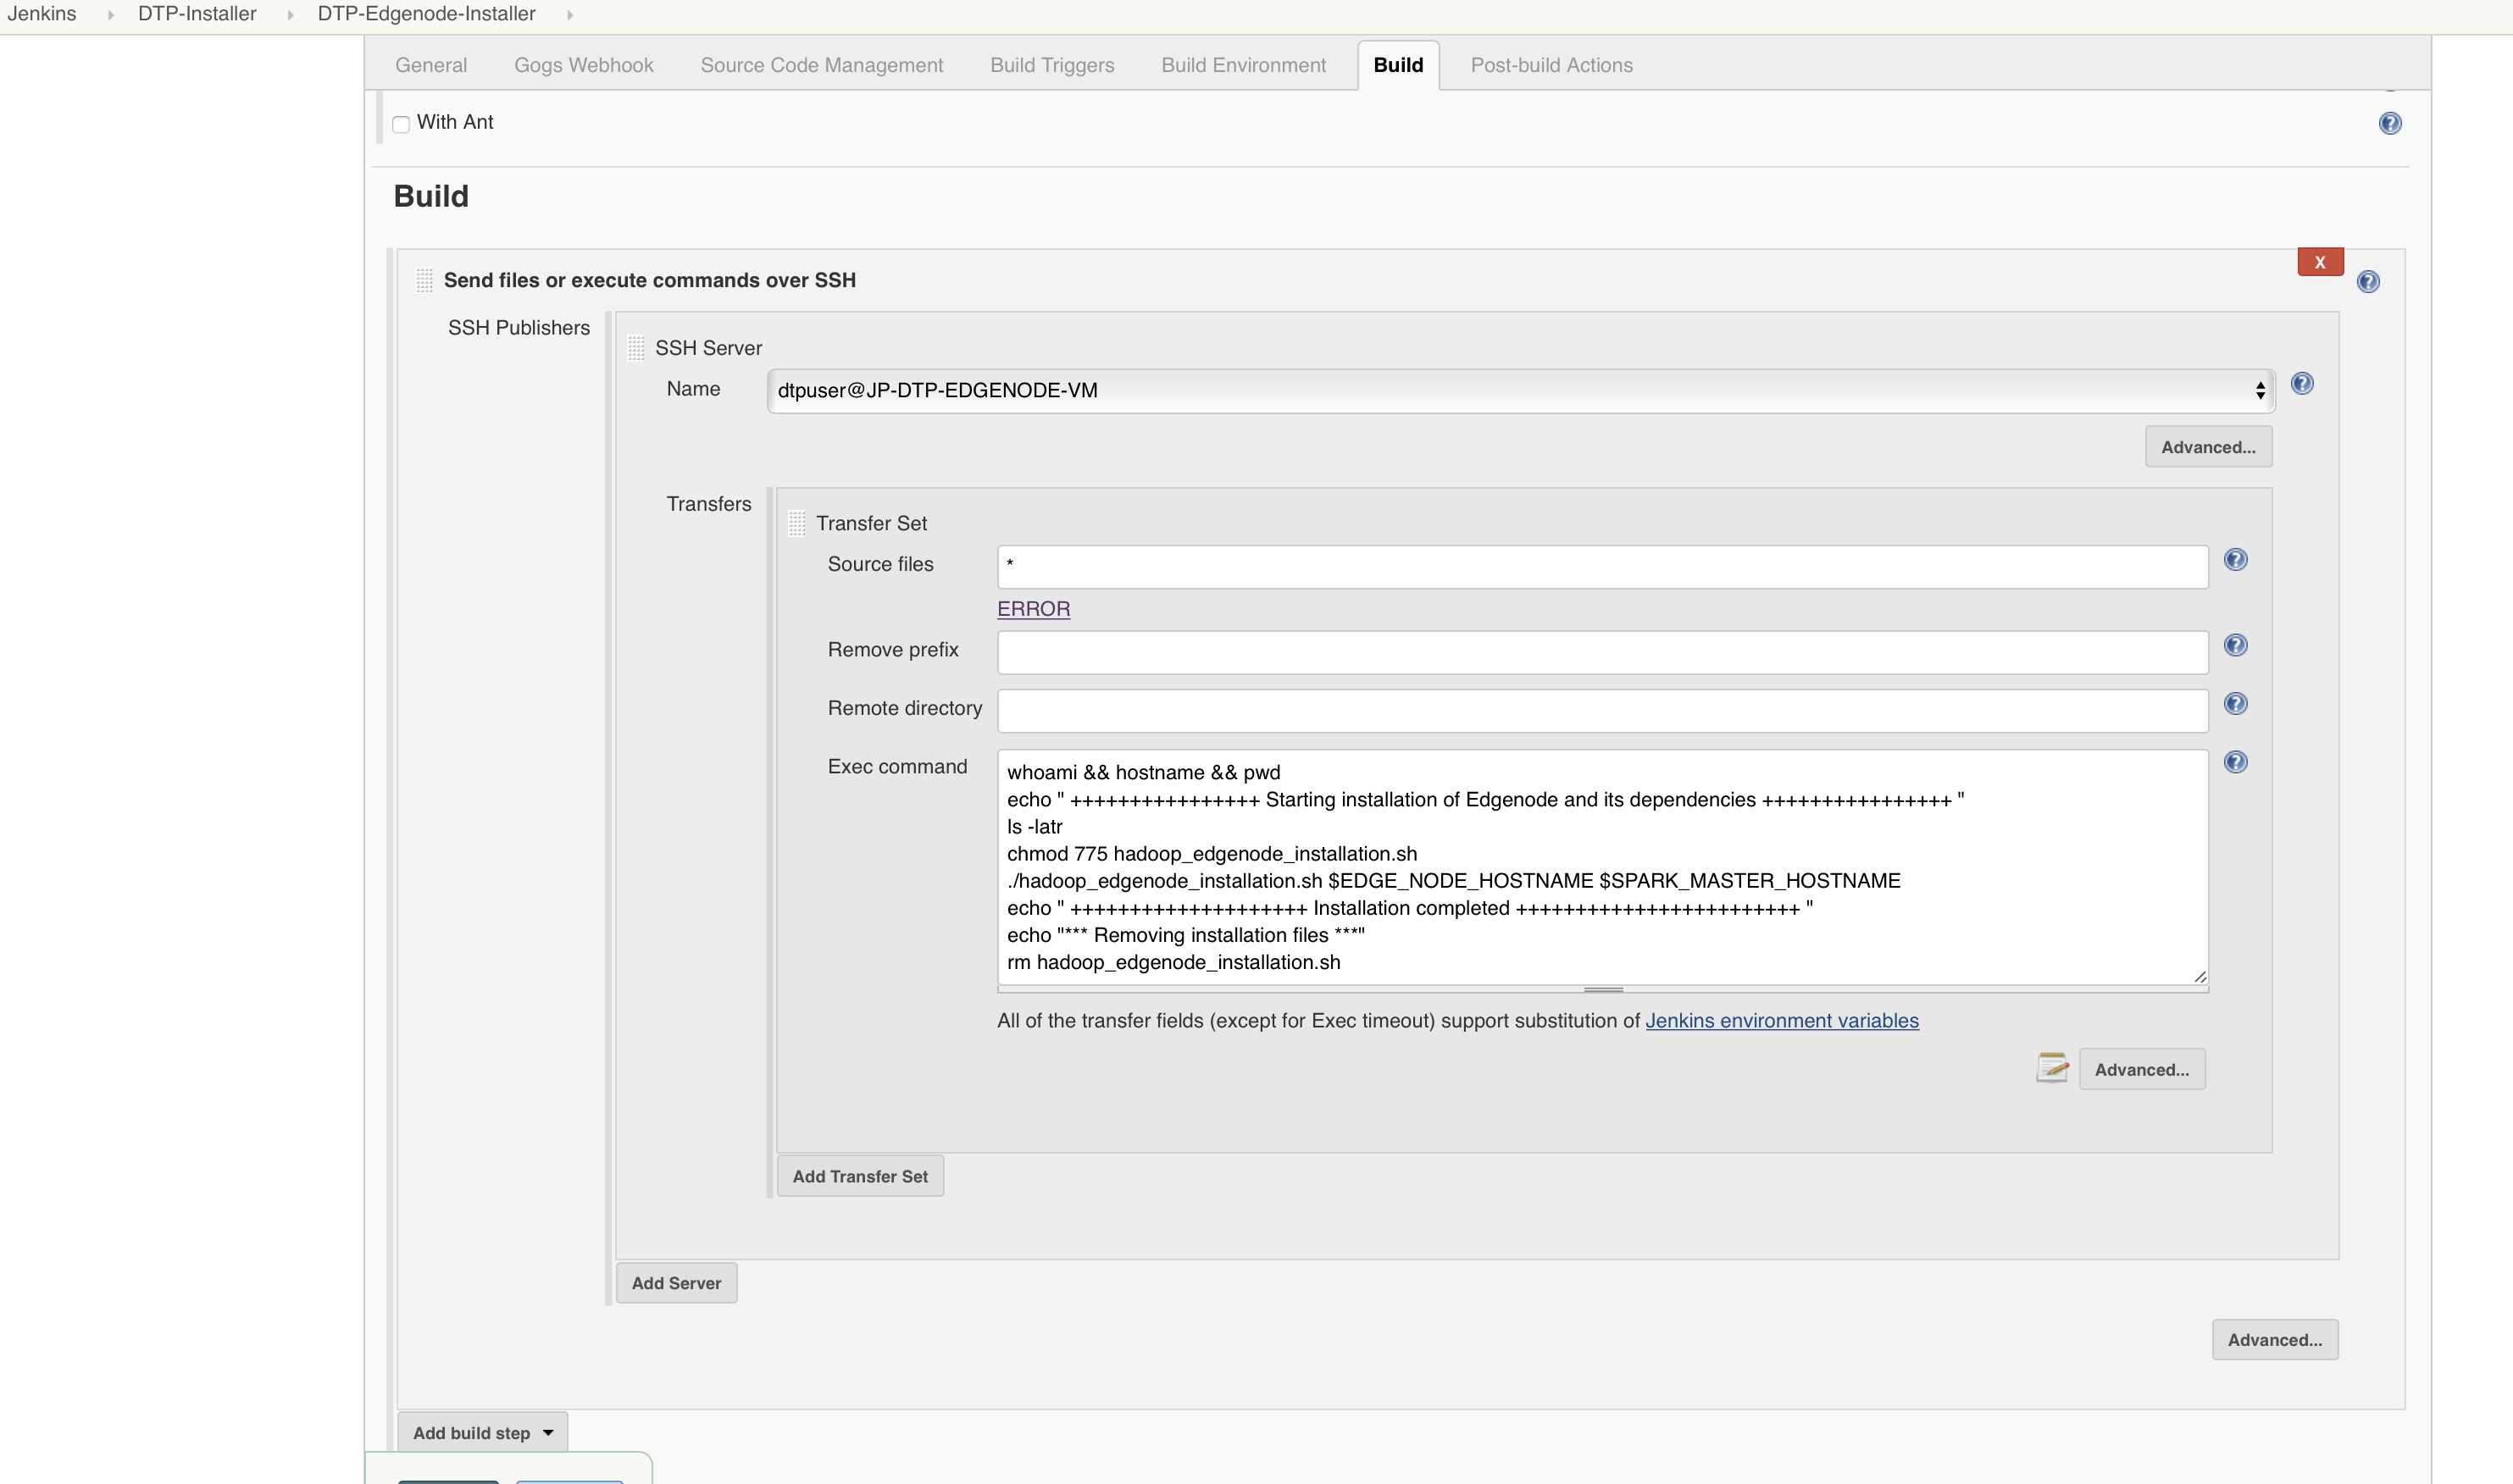 Jenkins DTP-Installer DTP-Edgenode-Installer
General Gogs Webhook Source Code Management Build Triggers Build Environment Build Post-build Actions
With Ant
Build
X
Send files or execute commands over SSH
SSH Publishers
SSH Server
Name dtpuser@JP-DTP-EDGENODE-VM
Advanced...
Transfers
Transfer Set
Source files *
ERROR
Remove prefix
Remote directory
Exec command
whoami && hostname && pwd
echo " ++++++++++++++++ Starting installation of Edgenode and its dependencies ++++++++++++++++ "
ls -latr
chmod 775 hadoop_edgenode_installation.sh
./hadoop_edgenode_installation.sh $EDGE_NODE_HOSTNAME $SPARK_MASTER_HOSTNAME
echo " ++++++++++++++++++++ Installation completed ++++++++++++++++++++++++ "
echo "*** Removing installation files ***"
rm hadoop_edgenode_installation.sh
All of the transfer fields (except for Exec timeout) support substitution of Jenkins environment variables
Advanced...
Add Transfer Set
Add Server
Advanced...
Add build step